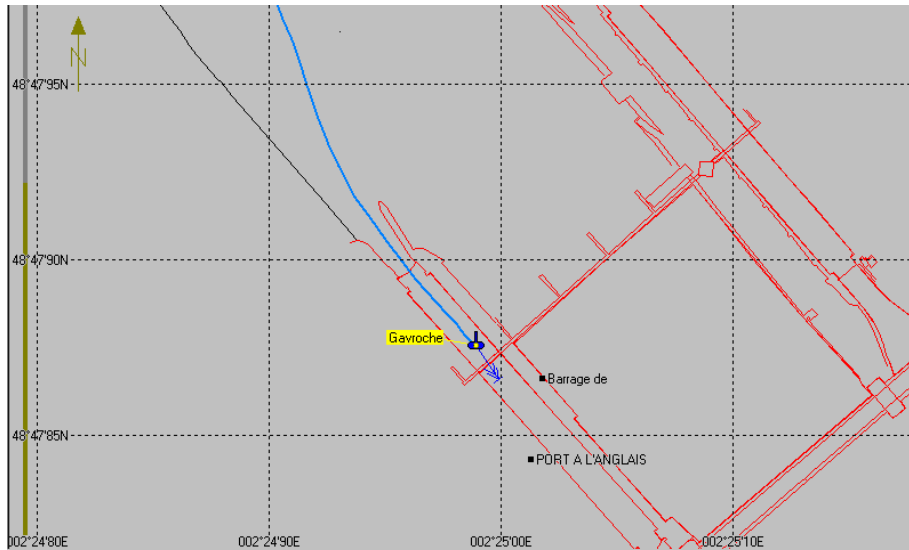 N
48°47'95N
48°47'90N
Gavroche
Barrage de
48°47'85N
PORT A L'ANGLAIS
002°24'80E
002°24'90E
002°25'00E
002°25'10E